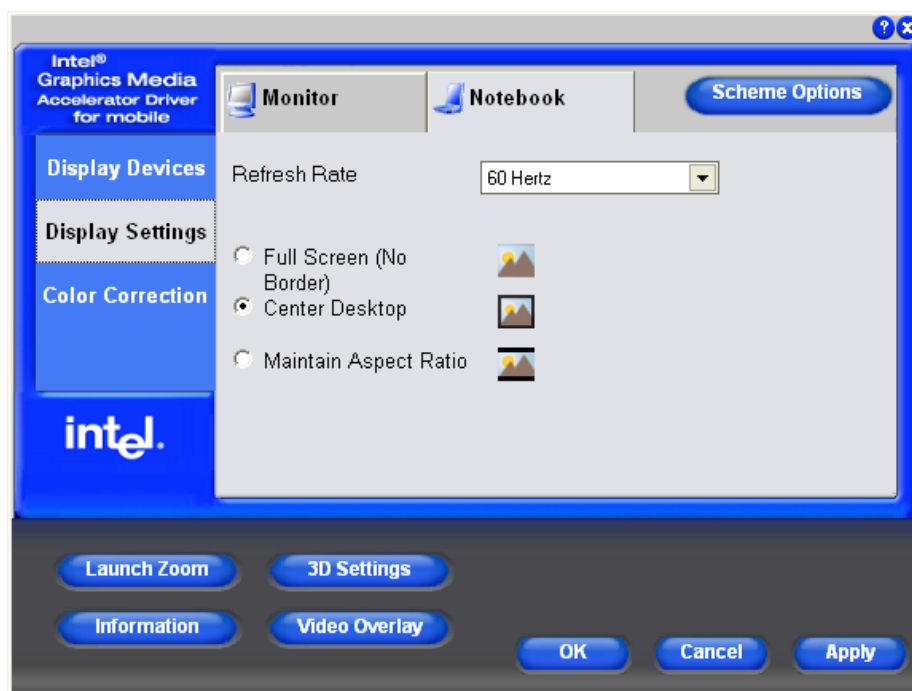 Intel®
Graphics Media
Accelerator Driver
for mobile
Monitor
Notebook
Scheme Options
Display Devices
Display Settings
Color Correction
Refresh Rate
60 Hertz
Full Screen (No
Border)
Center Desktop
Maintain Aspect Ratio
intel.
Launch Zoom
3D Settings
Information
Video Overlay
OK
Cancel
Apply